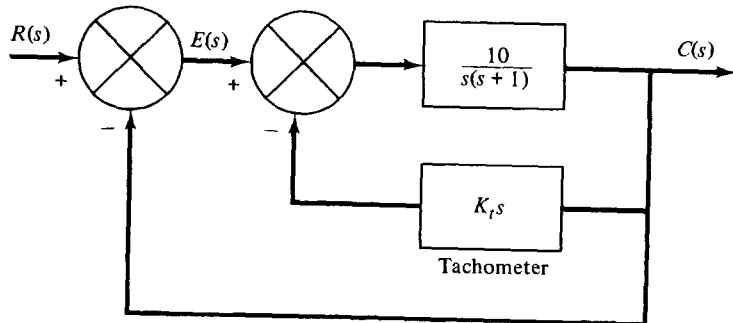 R(s)
E(s)
C(s)
+
−
+
−
10
s(s + 1)
K_t s
Tachometer